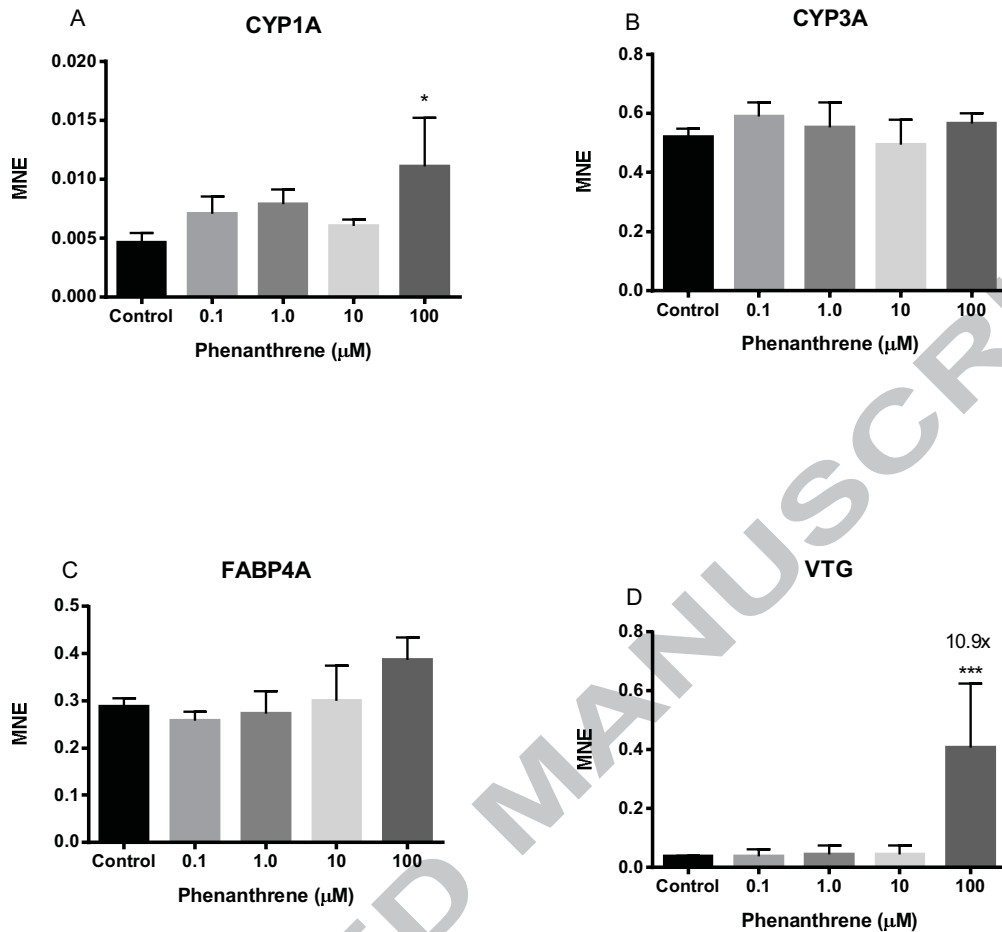 A
CYP1A
0.020
0.015
0.010
0.005
0.000
MNE
*
Control 0.1 1.0 10 100
Phenanthrene (μM)
B
CYP3A
0.8
0.6
0.4
0.2
0.0
MNE
Control 0.1 1.0 10 100
Phenanthrene (μM)
C
FABP4A
0.5
0.4
0.3
0.2
0.1
0.0
MNE
Control 0.1 1.0 10 100
Phenanthrene (μM)
D
VTG
0.8
0.6
0.4
0.2
0.0
MNE
10.9x
***
Control 0.1 1.0 10 100
Phenanthrene (μM)
ED MANUSCRI